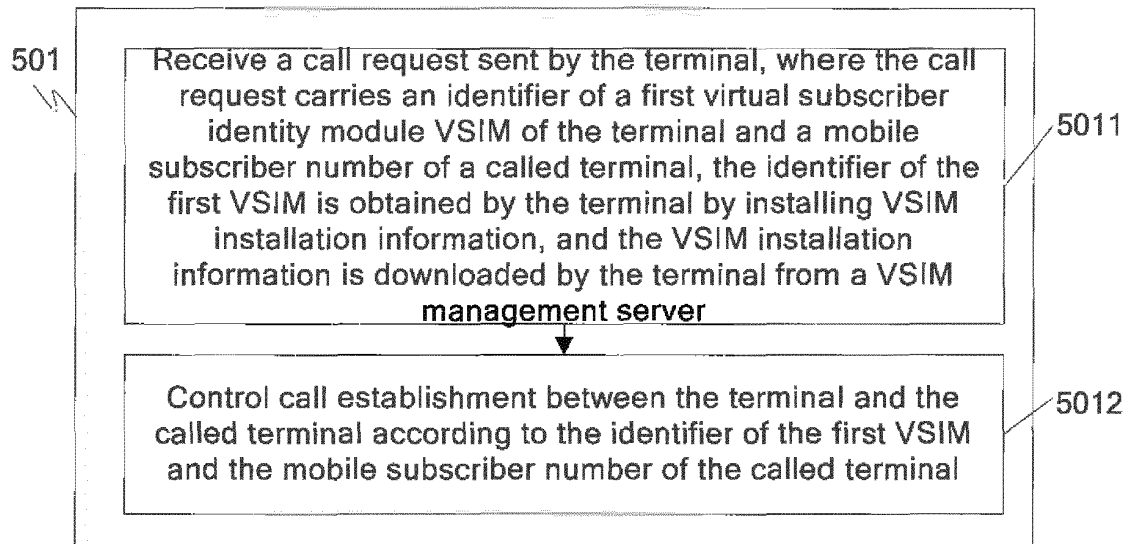 501
Receive a call request sent by the terminal, where the call
request carries an identifier of a first virtual subscriber
identity module VSIM of the terminal and a mobile
subscriber number of a called terminal, the identifier of the
first VSIM is obtained by the terminal by installing VSIM
installation information, and the VSIM installation
information is downloaded by the terminal from a VSIM
management server
5011
Control call establishment between the terminal and the
called terminal according to the identifier of the first VSIM
and the mobile subscriber number of the called terminal
5012